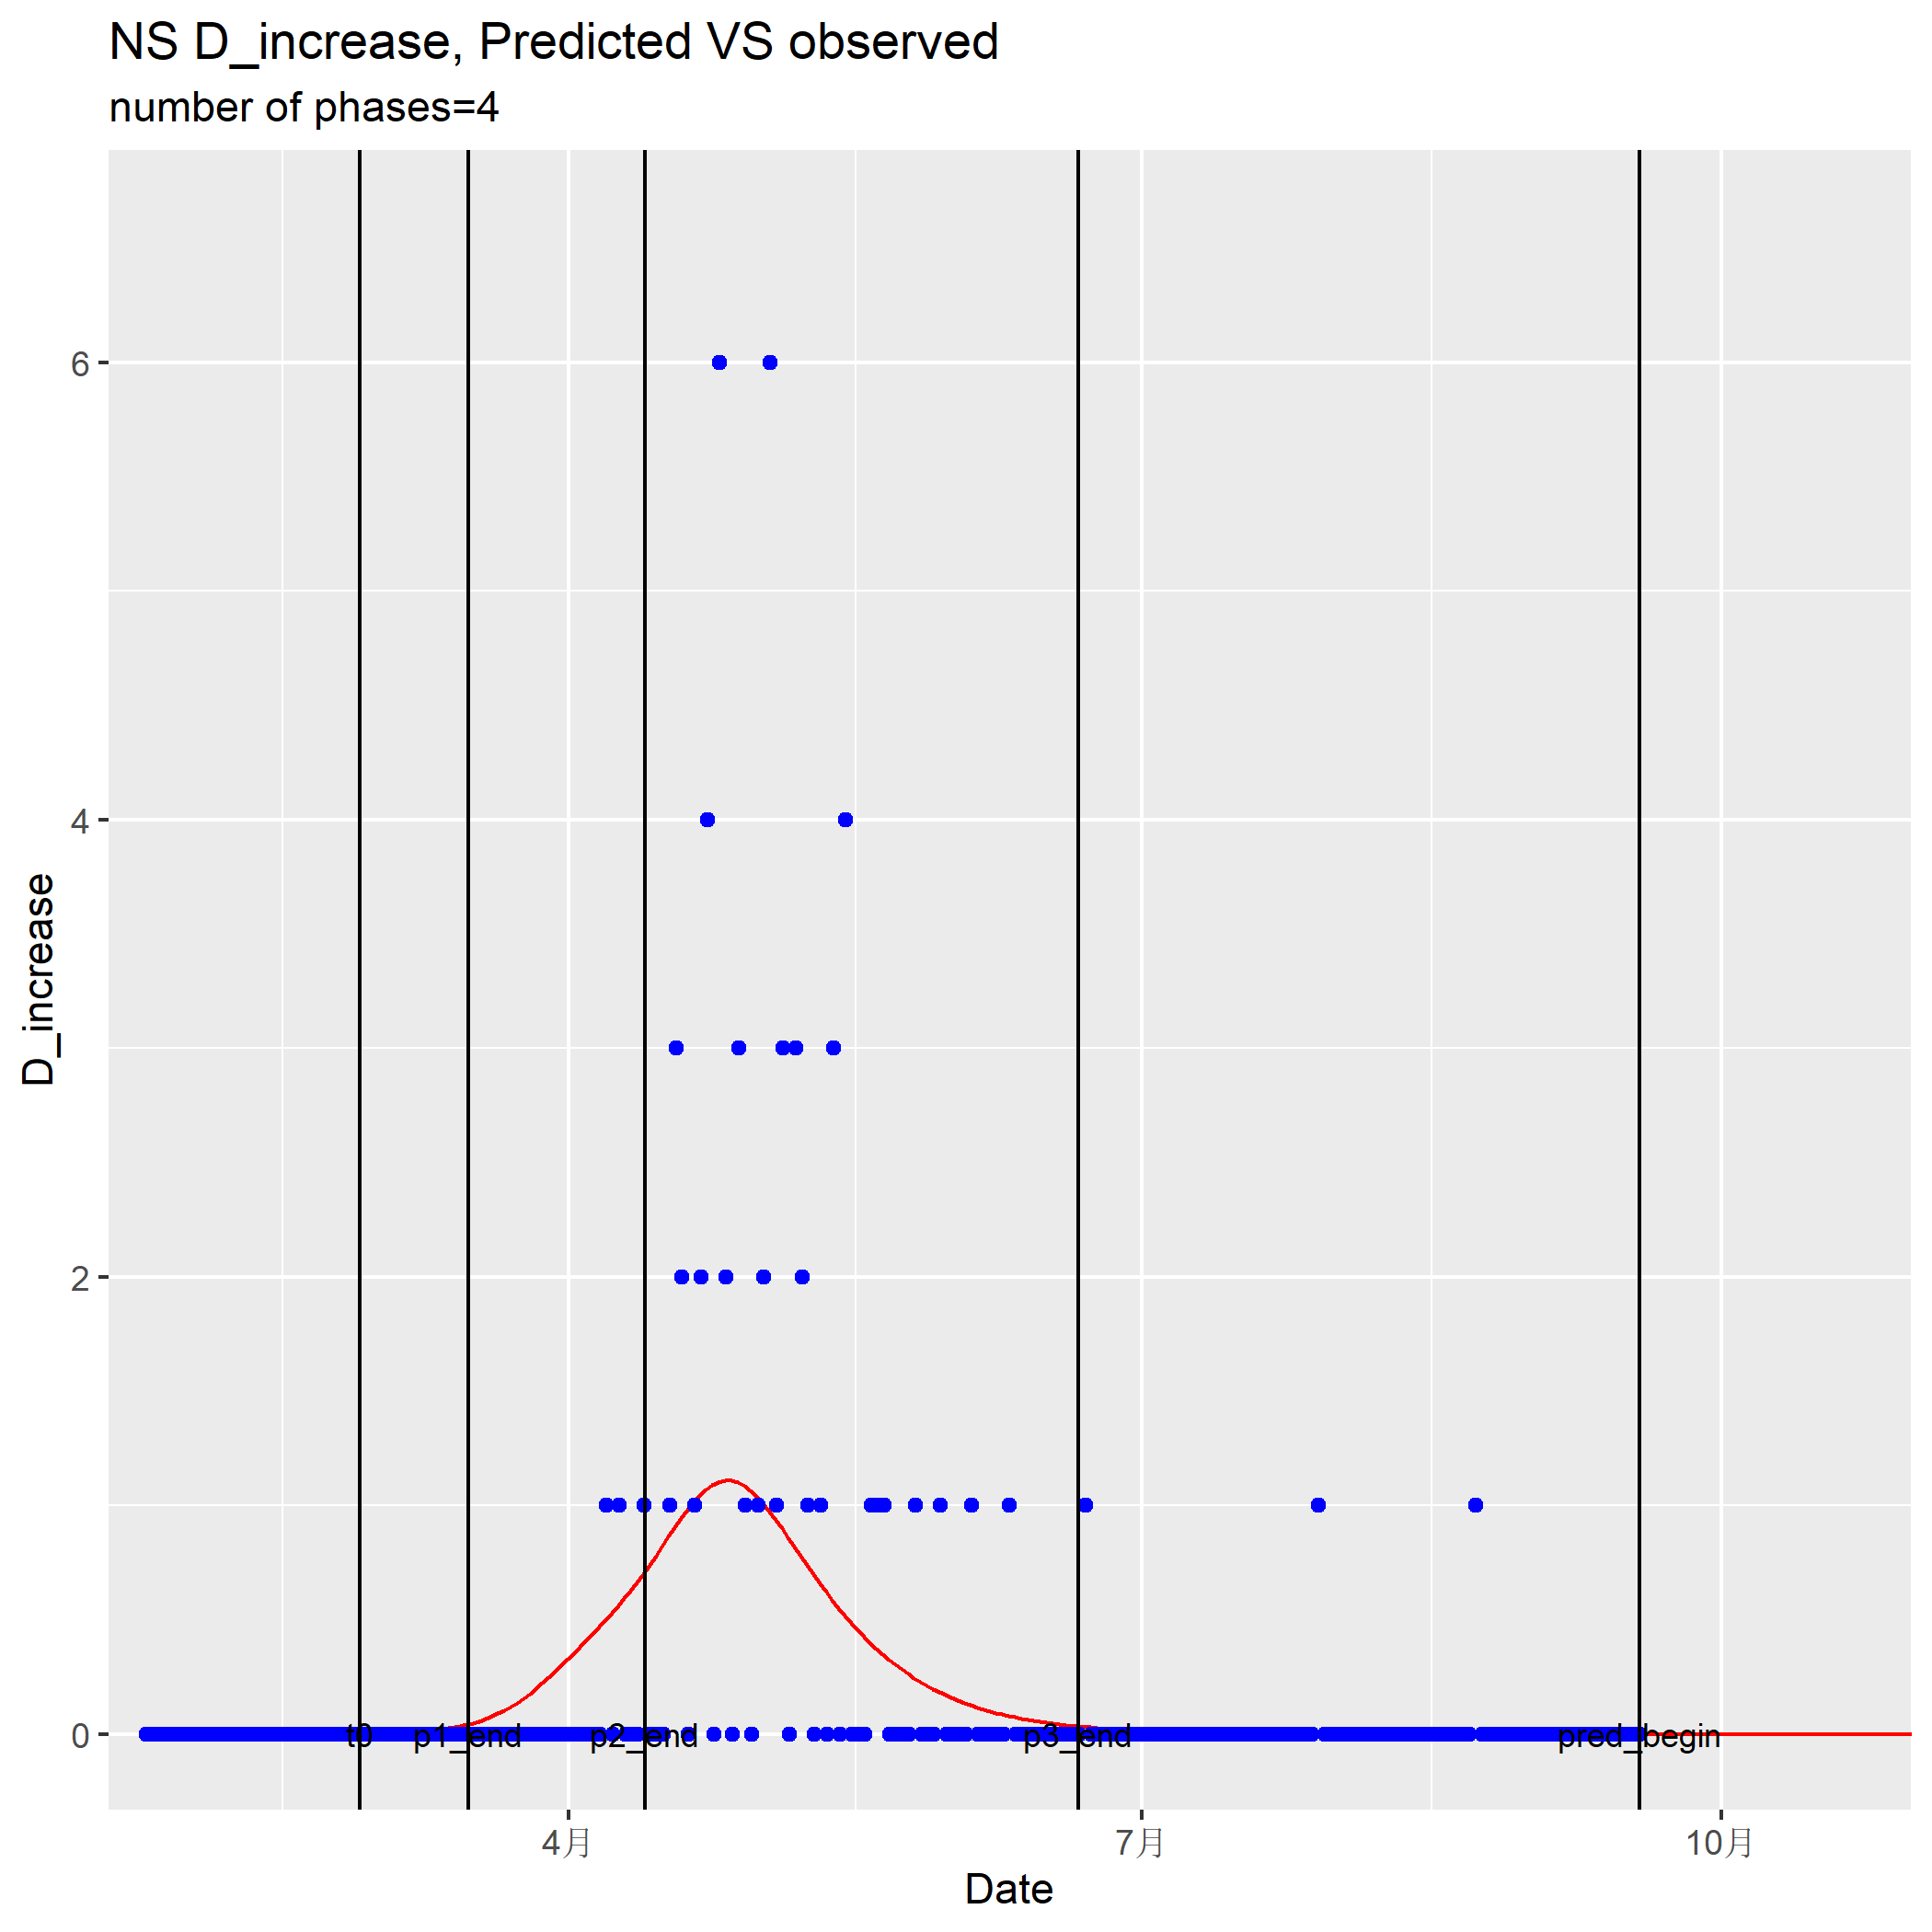 NS D_increase, Predicted VS observed
number of phases=4
6
4
2
0
D_increase
t0
p1_end
p2_end
p3_end
pred_begin
4月
7月
10月
Date